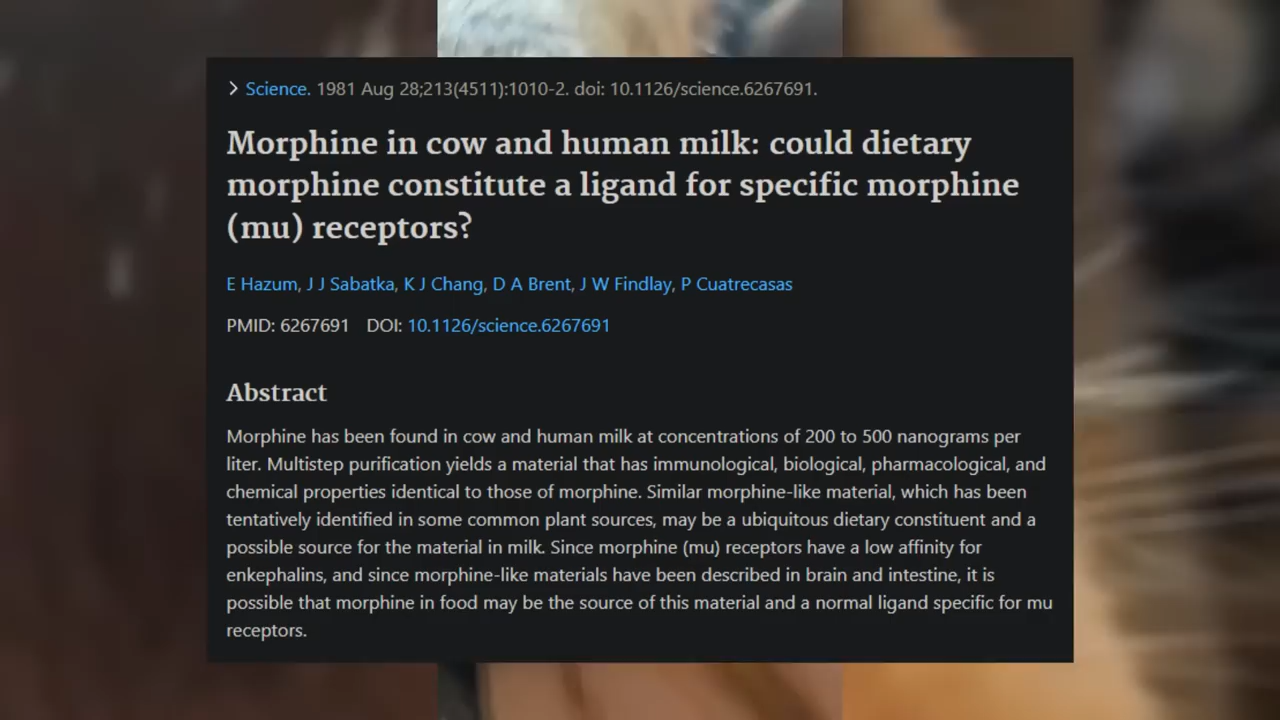 Science. 1981 Aug 28;213(4511):1010-2. doi: 10.1126/science.6267691.
Morphine in cow and human milk: could dietary
morphine constitute a ligand for specific morphine
(mu) receptors?
E Hazum, J J Sabatka, K J Chang, D A Brent, J W Findlay, P Cuatrecasas
PMID: 6267691 DOI: 10.1126/science.6267691
Abstract
Morphine has been found in cow and human milk at concentrations of 200 to 500 nanograms per
liter. Multistep purification yields a material that has immunological, biological, pharmacological, and
chemical properties identical to those of morphine. Similar morphine-like material, which has been
tentatively identified in some common plant sources, may be a ubiquitous dietary constituent and a
possible source for the material in milk. Since morphine (mu) receptors have a low affinity for
enkephalins, and since morphine-like materials have been described in brain and intestine, it is
possible that morphine in food may be the source of this material and a normal ligand specific for mu
receptors.